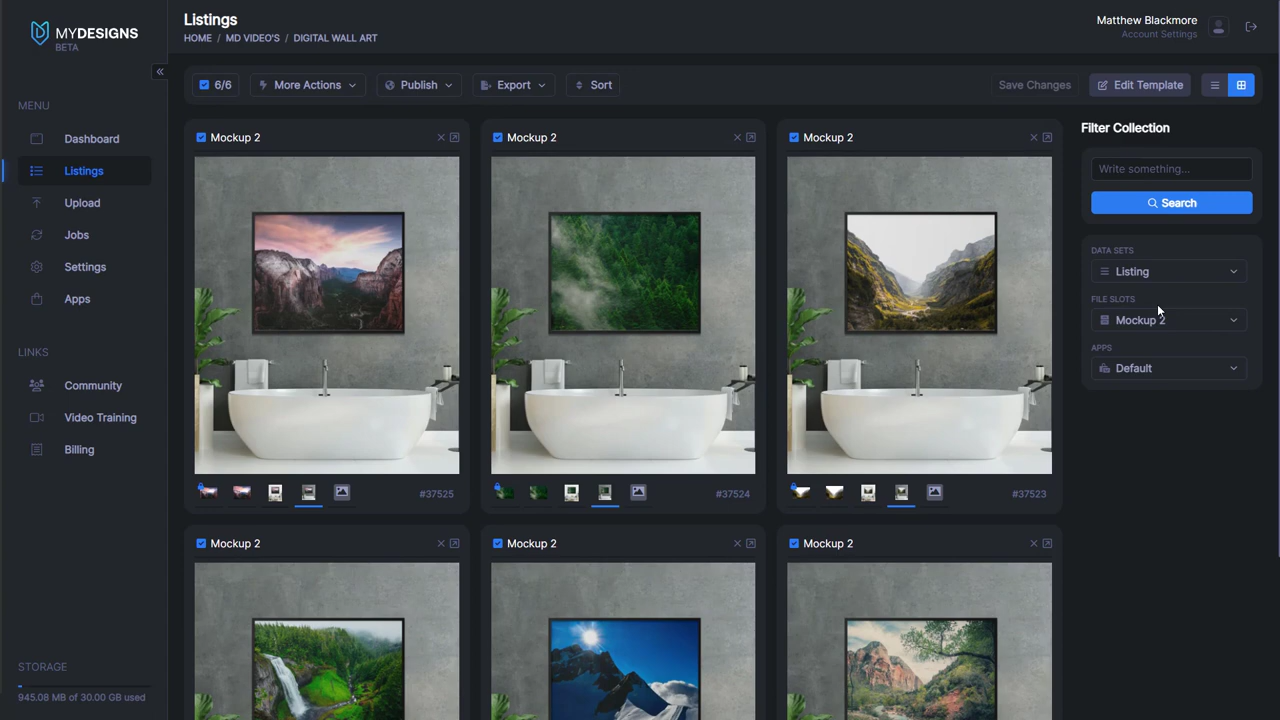 MYDESIGNS
BETA
Listings
HOME / MD VIDEO'S / DIGITAL WALL ART
Matthew Blackmore
Account Settings
6/6
More Actions
Publish
Export
Sort
Save Changes
Edit Template
MENU
Dashboard
Listings
Upload
Jobs
Settings
Apps
LINKS
Community
Video Training
Billing
STORAGE
945.08 MB of 30.00 GB used
Mockup 2
#37525
Mockup 2
#37524
Mockup 2
#37523
Mockup 2
Mockup 2
Mockup 2
Filter Collection
Write something...
Search
DATA SETS
Listing
FILE SLOTS
Mockup 2
APPS
Default